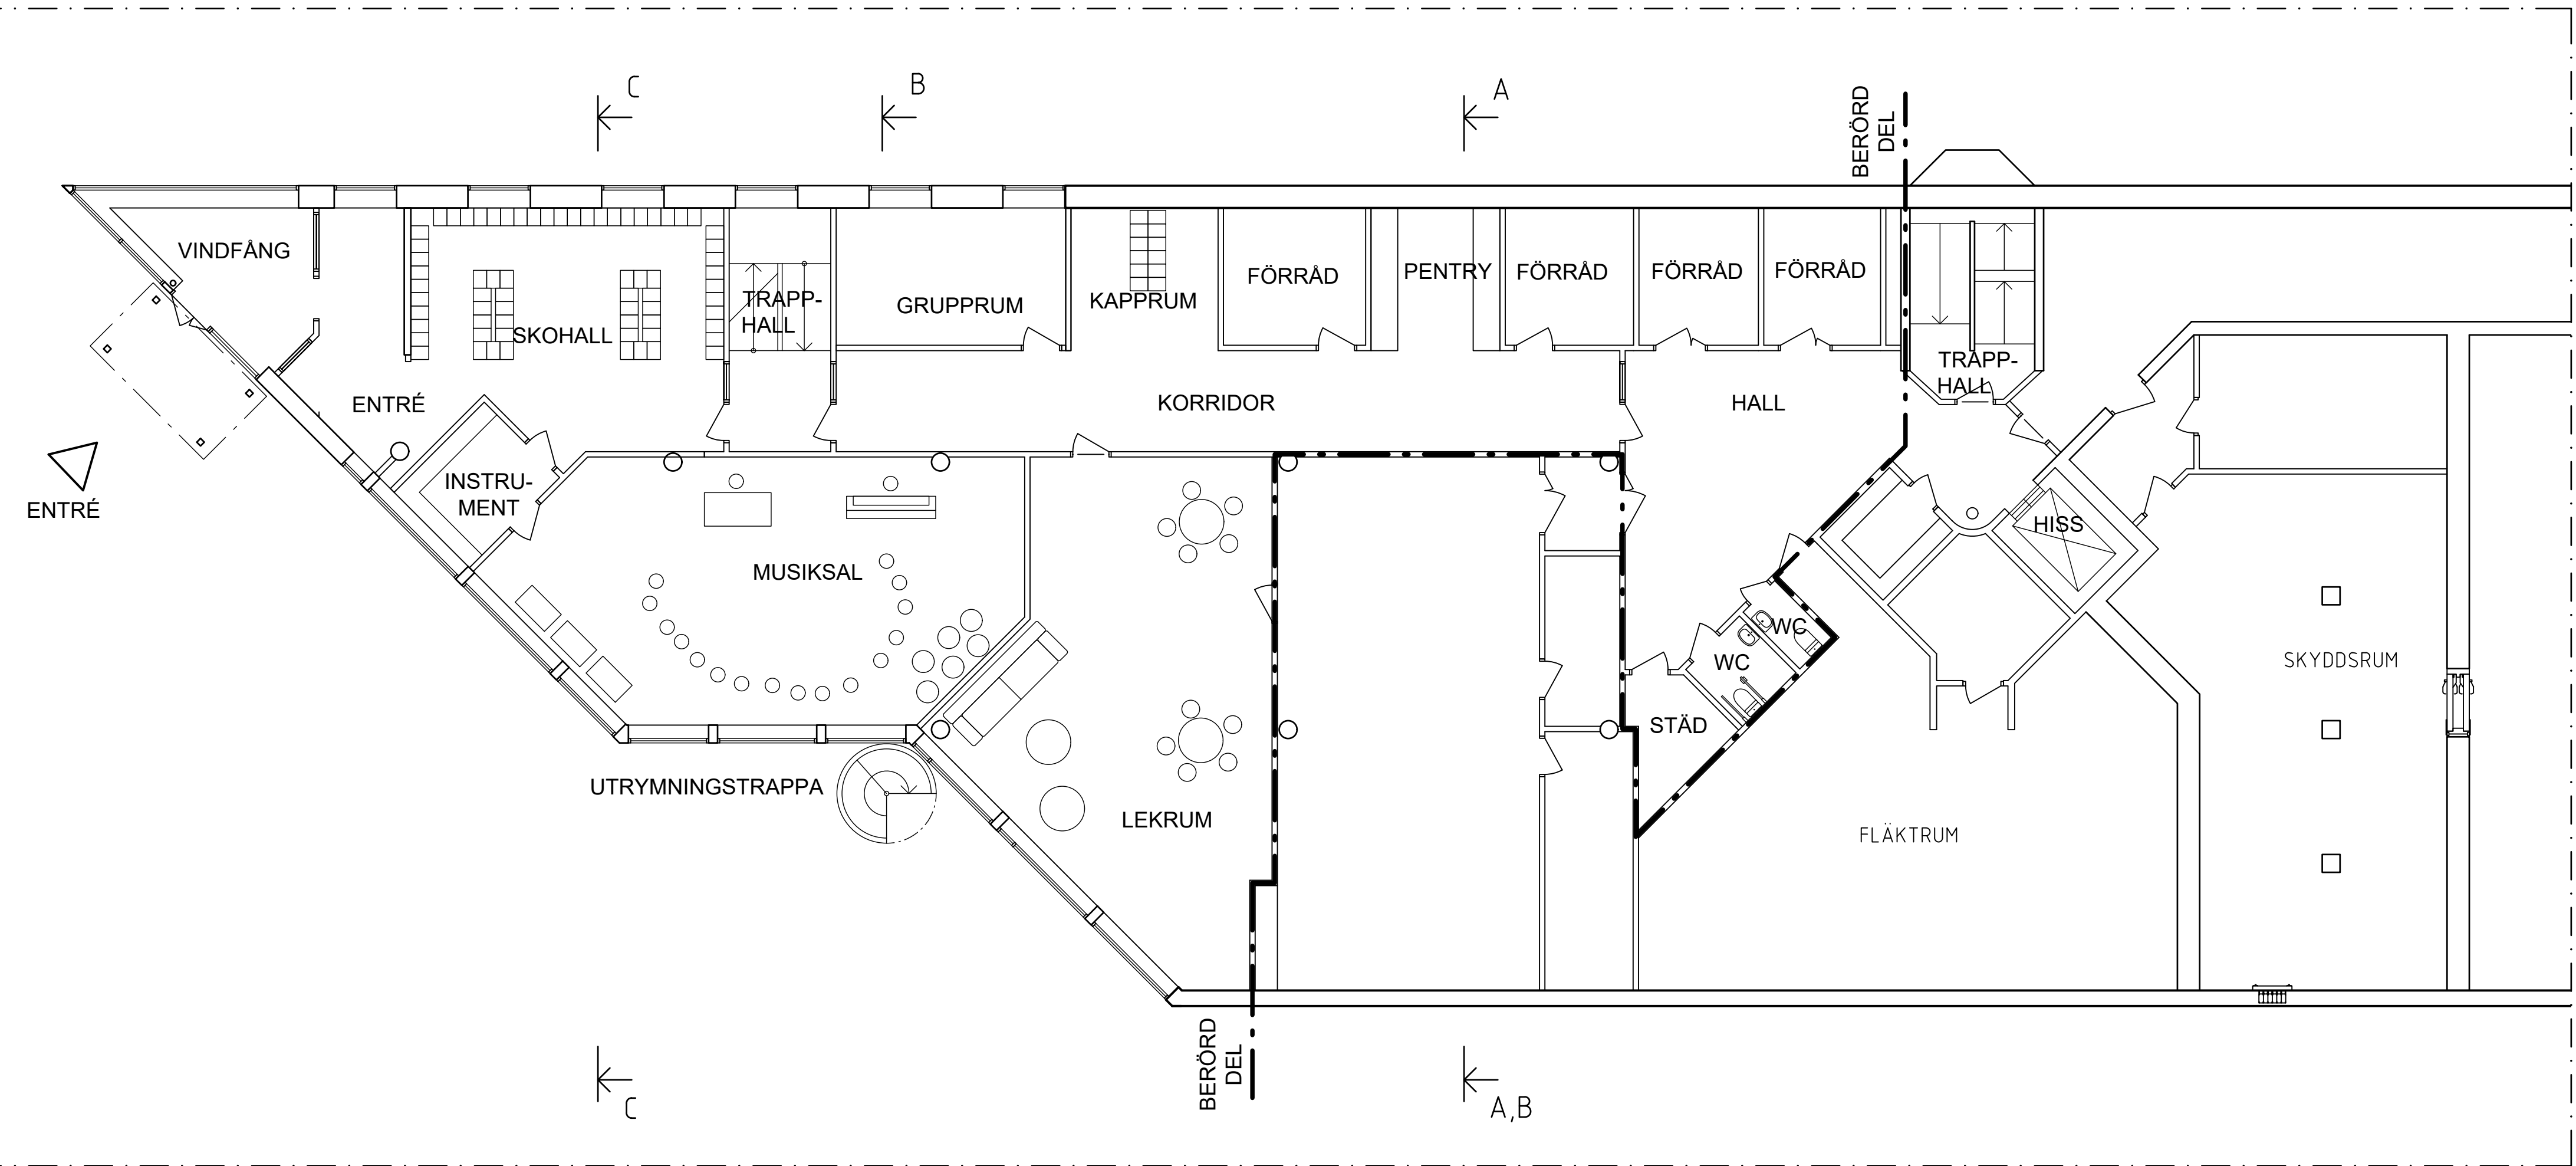 C
B
A
BERÖRD
DEL
VINDFÅNG
SKOHALL
TRAPP-
HALL
GRUPPRUM
KAPPRUM
FÖRRÅD
PENTRY
FÖRRÅD
FÖRRÅD
FÖRRÅD
TRAPP-
HALL
ENTRÉ
KORRIDOR
HALL
ENTRÉ
INSTRU-
MENT
MUSIKSAL
HISS
WC
WC
SKYDDSRUM
STÄD
UTRYMNINGSTRAPPA
LEKRUM
FLÄKTRUM
BERÖRD
DEL
C
A,B